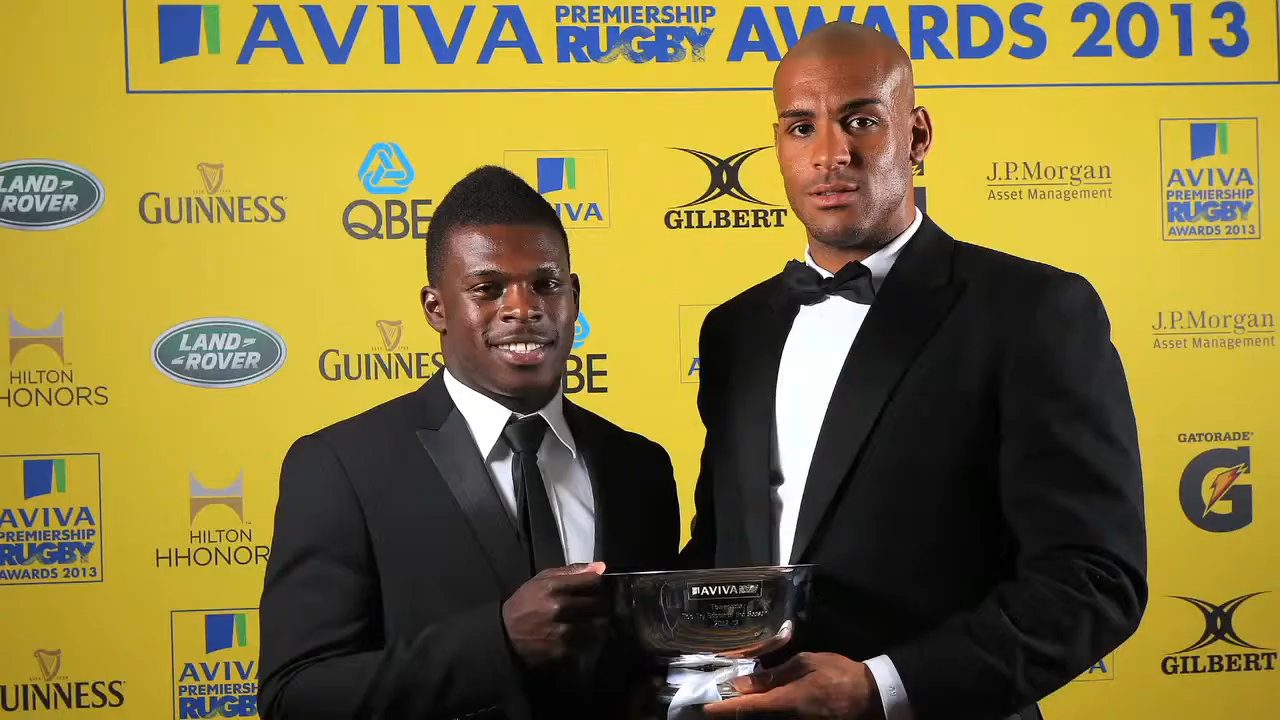 AVIVA PREMIERSHIP RUGBY AWARDS 2013
LAND ROVER
GUINNESS
QBE
AVIVA
GILBERT
J.P.Morgan
Asset Management
AVIVA
PREMIERSHIP
RUGBY
AWARDS 2013
HILTON
HHONORS
LAND ROVER
GUINNESS
QBE
J.P.Morgan
Asset Management
AVIVA
PREMIERSHIP
RUGBY
AWARDS 2013
HILTON
HHONORS
GATORADE
G
GUINNESS
AVIVA
PREMIERSHIP
RUGBY
AVIVA
GILBERT